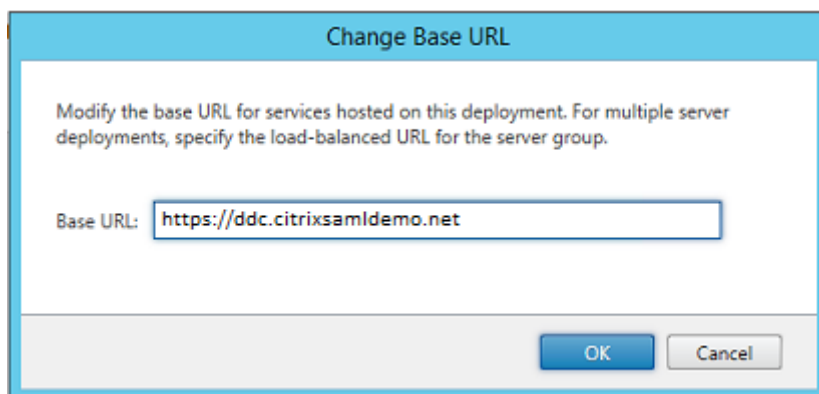 Change Base URL
Modify the base URL for services hosted on this deployment. For multiple server
deployments, specify the load-balanced URL for the server group.
Base URL: https://ddc.citrixsamldemo.net
OK Cancel